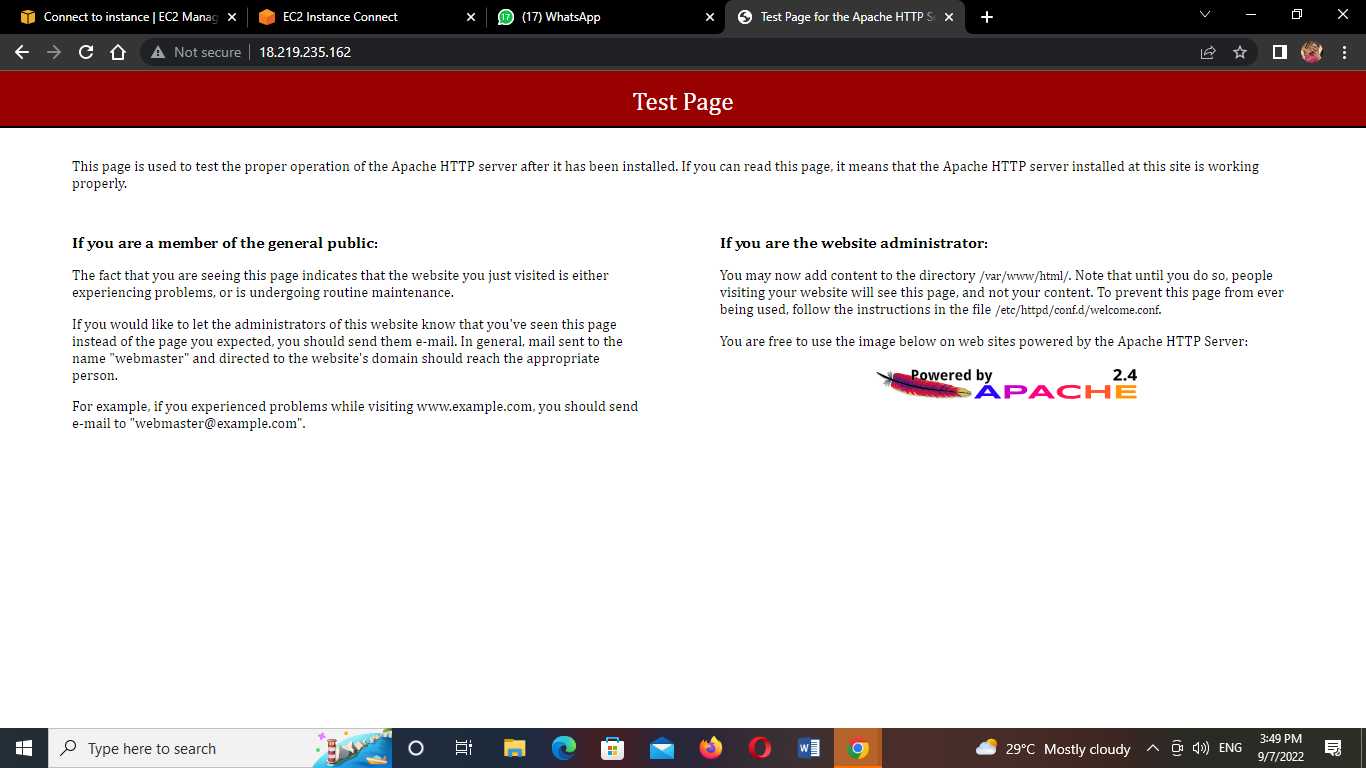 Connect to instance | EC2 Manag
EC2 Instance Connect
(17) WhatsApp
Test Page for the Apache HTTP S
Not secure
18.219.235.162
Test Page
This page is used to test the proper operation of the Apache HTTP server after it has been installed. If you can read this page, it means that the Apache HTTP server installed at this site is working
properly.
If you are a member of the general public:
The fact that you are seeing this page indicates that the website you just visited is either
experiencing problems, or is undergoing routine maintenance.
If you would like to let the administrators of this website know that you've seen this page
instead of the page you expected, you should send them e-mail. In general, mail sent to the
name "webmaster" and directed to the website's domain should reach the appropriate
person.
For example, if you experienced problems while visiting www.example.com, you should send
e-mail to "webmaster@example.com".
If you are the website administrator:
You may now add content to the directory /var/www/html/. Note that until you do so, people
visiting your website will see this page, and not your content. To prevent this page from ever
being used, follow the instructions in the file /etc/httpd/conf.d/welcome.conf.
You are free to use the image below on web sites powered by the Apache HTTP Server:
Powered by 2.4
APACHE
Type here to search
29°C Mostly cloudy
ENG
3:49 PM
9/7/2022